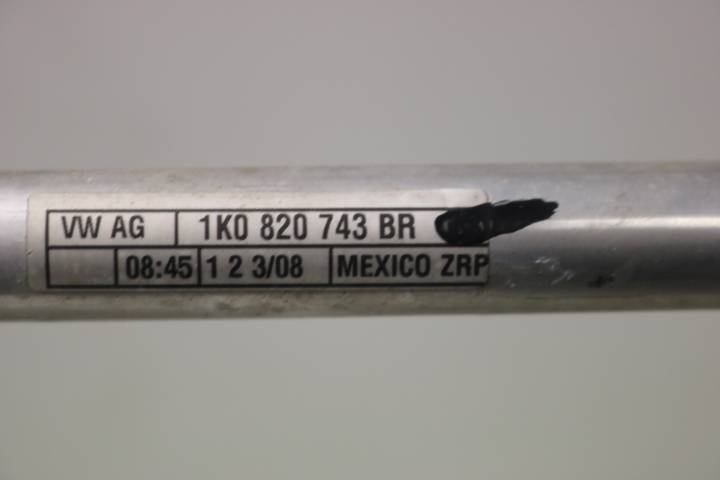 VW AG 1K0 820 743 BR
08:45 1 2 3/08 MEXICO ZRP